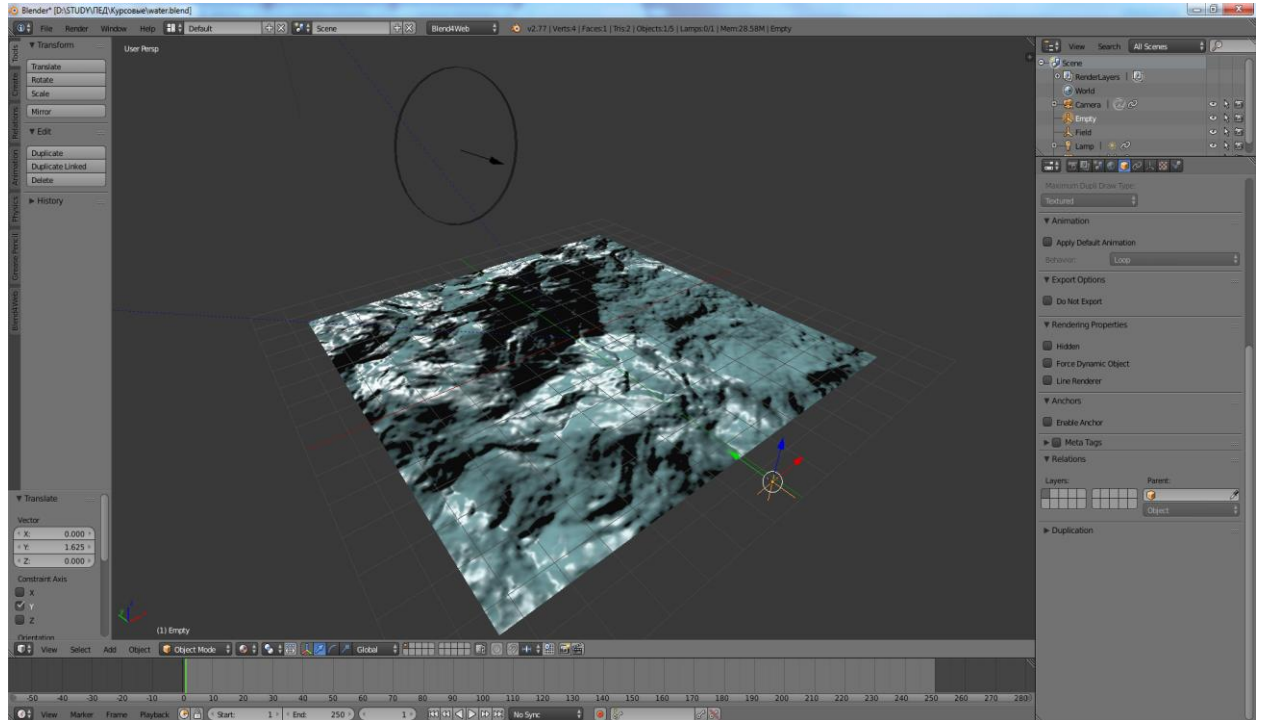 Blender* [D:\STUDY\ПЕД\Курсовые\water.blend]
File Render Window Help Default Scene Blend4Web v2.77 | Verts:4 | Faces:1 | Tris:2 | Objects:1/5 | Lamps:0/1 | Mem:28.58M | Empty
Tools
Create
Relations
Animation
Physics
Grease Pencil
Blend4Web
Transform
Translate
Rotate
Scale
Mirror
Edit
Duplicate
Duplicate Linked
Delete
History
Translate
Vector
X: 0.000
Y: 1.625
Z: 0.000
Constraint Axis
X
Y
Z
Orientation
User Persp
(1) Empty
View Select Add Object Object Mode Global
View Search All Scenes
Scene
RenderLayers
World
Camera
Empty
Field
Lamp
Maximum Dupli Draw Type:
Textured
Animation
Apply Default Animation
Behavior: Loop
Export Options
Do Not Export
Rendering Properties
Hidden
Force Dynamic Object
Line Renderer
Anchors
Enable Anchor
Meta Tags
Relations
Layers: Parent:
Object
Duplication
-50 -40 -30 -20 -10 0 10 20 30 40 50 60 70 80 90 100 110 120 130 140 150 160 170 180 190 200 210 220 230 240 250 260 270 280
View Marker Frame Playback Start: 1 End: 250 1 No Sync